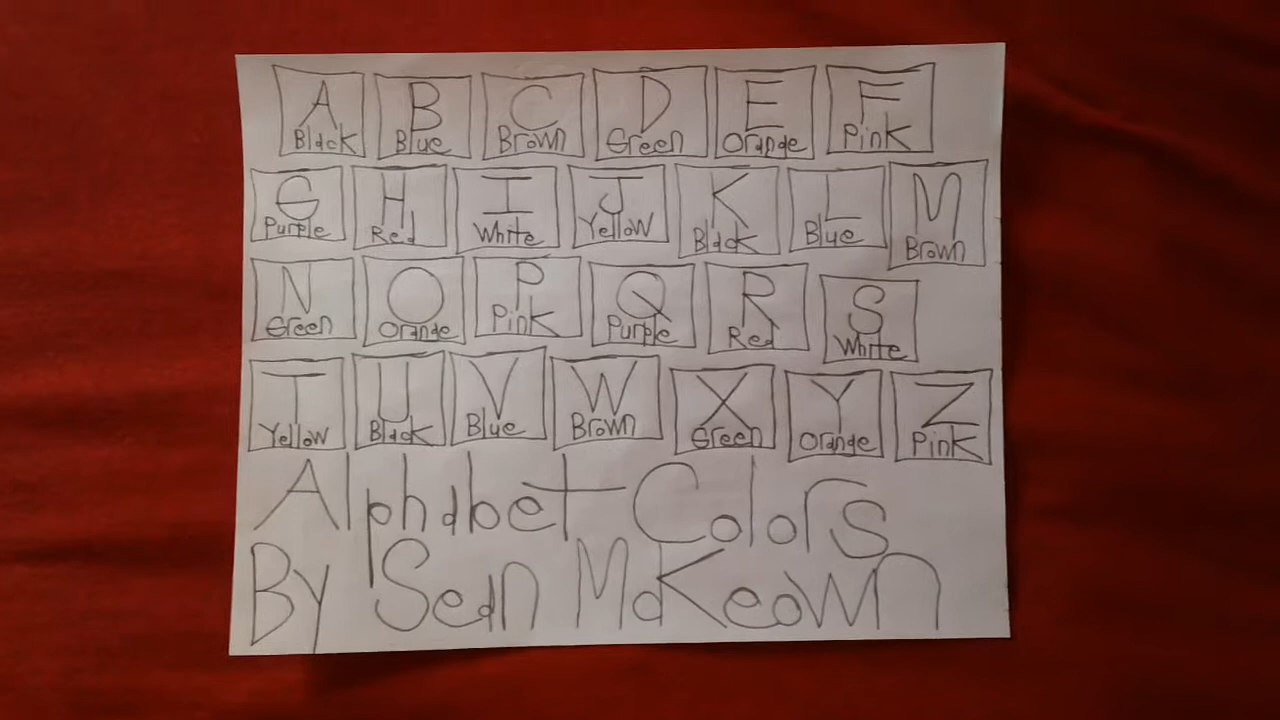 A B C D E F
Black Blue Brown Green Orange Pink
G H I J K L M
Purple Red White Yellow Black Blue Brown
N O P Q R S
Green Orange Pink Purple Red White
T U V W X Y Z
Yellow Black Blue Brown Green Orange Pink
Alphabet Colors
By Sean MaKeown